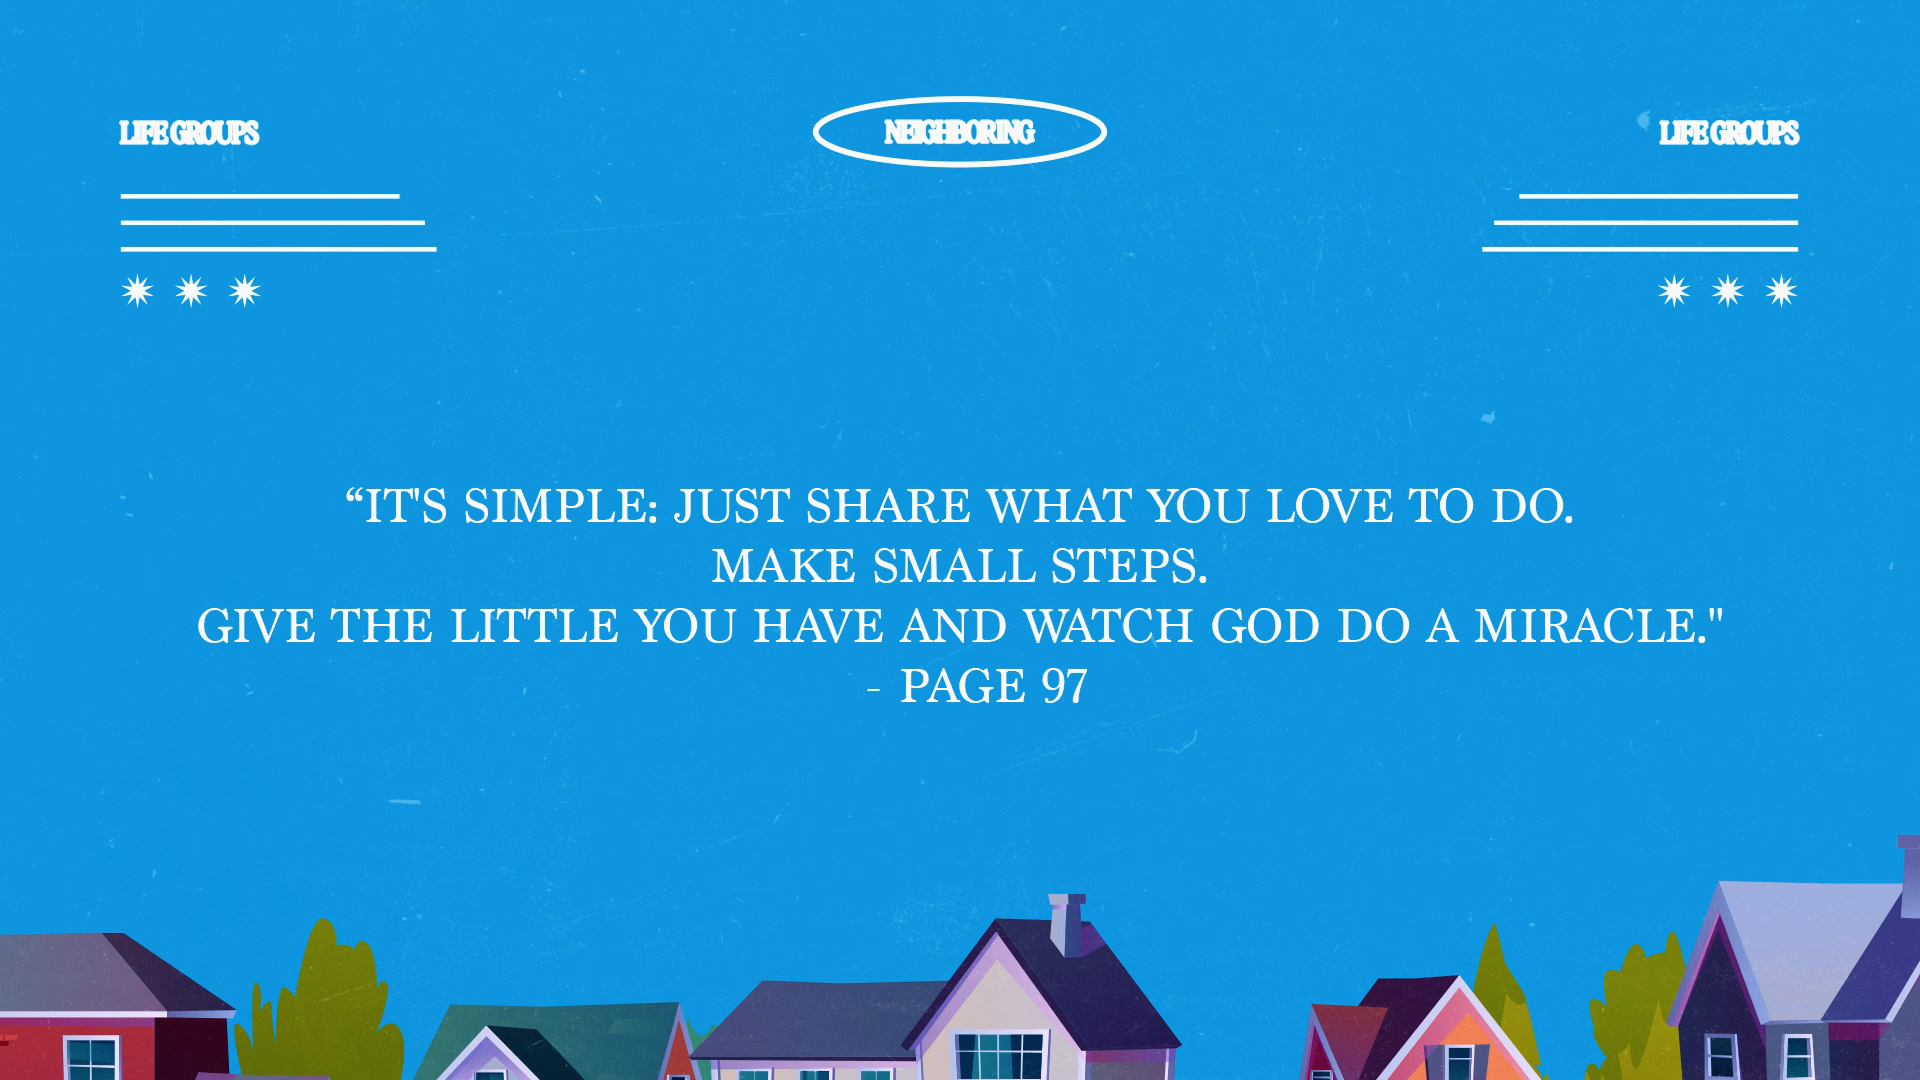 LIFE GROUPS
NEIGHBORING
LIFE GROUPS
“IT'S SIMPLE: JUST SHARE WHAT YOU LOVE TO DO.
MAKE SMALL STEPS.
GIVE THE LITTLE YOU HAVE AND WATCH GOD DO A MIRACLE."
- PAGE 97